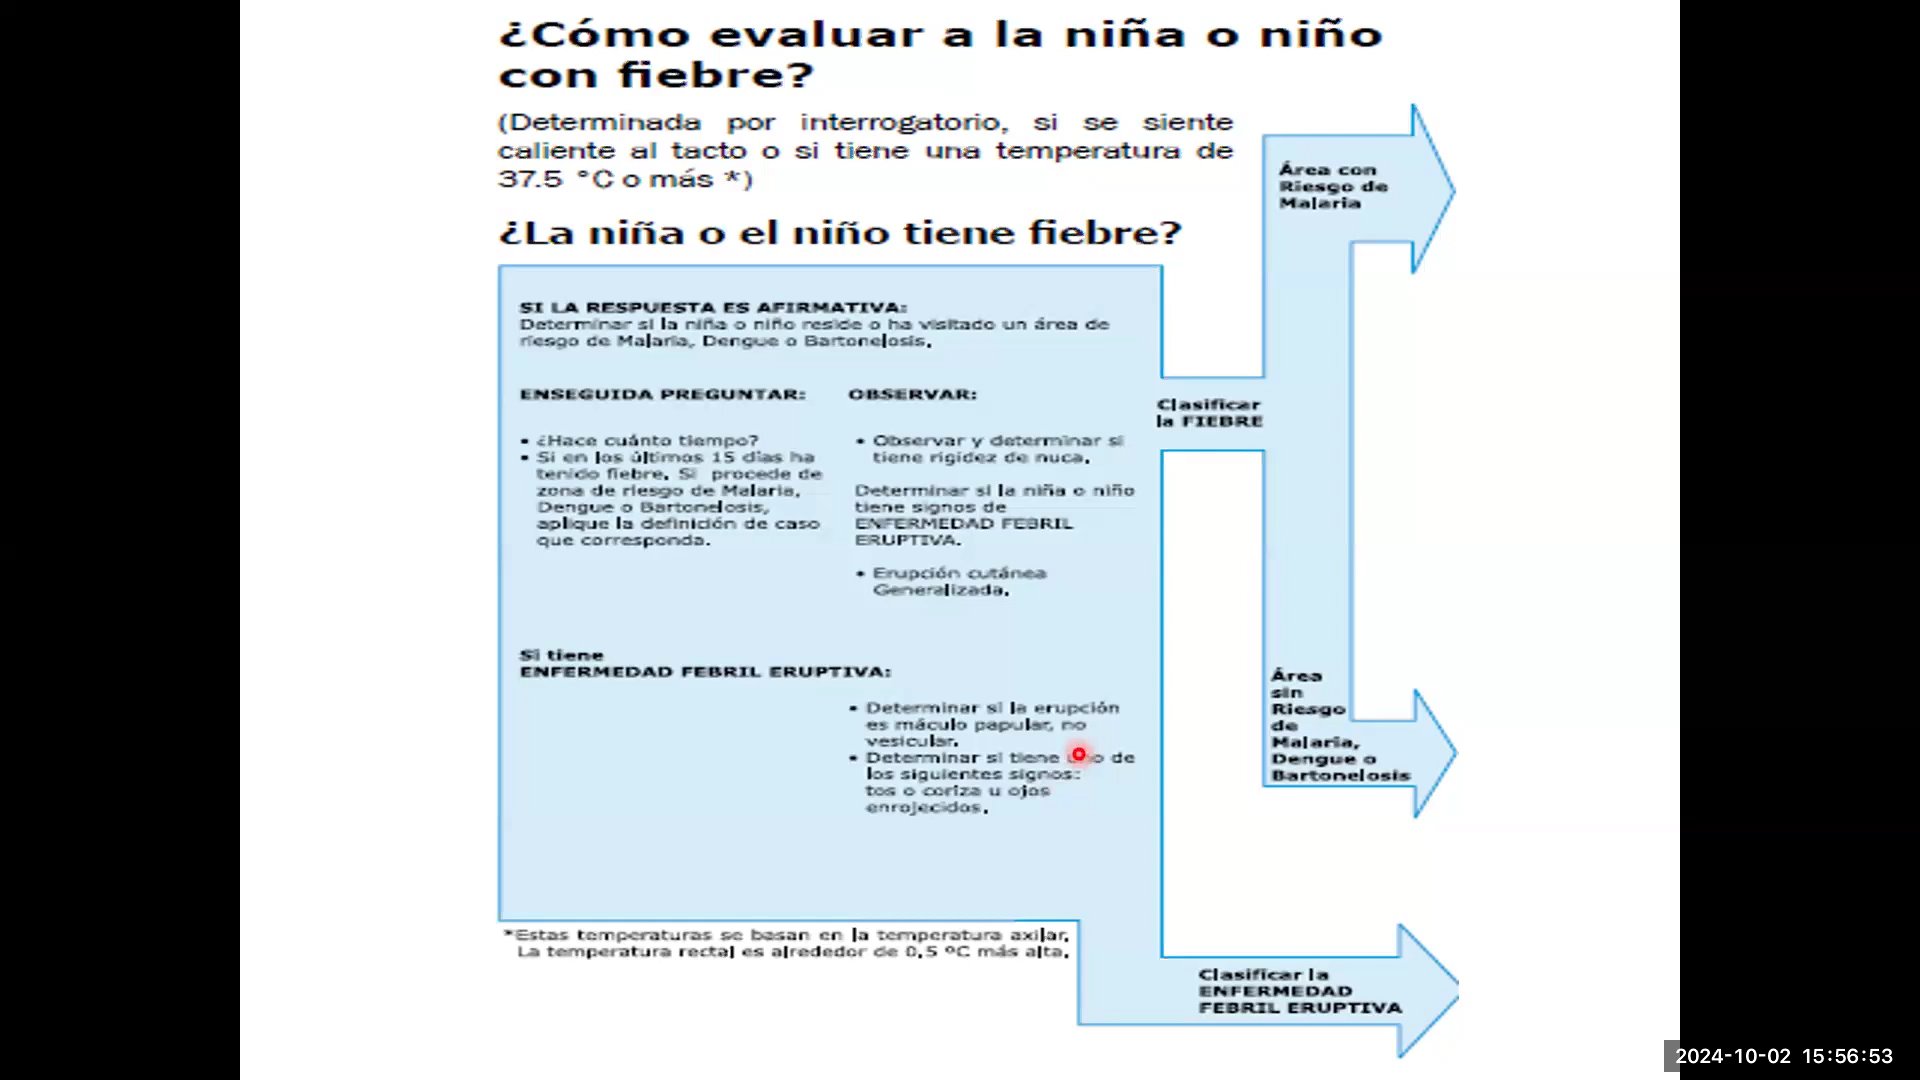 ¿Cómo evaluar a la niña o niño
con fiebre?
(Determinada por interrogatorio, si se siente
caliente al tacto o si tiene una temperatura de
37.5 °C o más *)
¿La niña o el niño tiene fiebre?
SI LA RESPUESTA ES AFIRMATIVA:
Determinar si la niña o niño reside o ha visitado un área de
riesgo de Malaria, Dengue o Bartonelosis.
ENSEGUIDA PREGUNTAR:
• ¿Hace cuánto tiempo?
• Si en los últimos 15 días ha
tenido fiebre. Si procede de
zona de riesgo de Malaria,
Dengue o Bartonelosis,
aplique la definición de caso
que corresponda.
OBSERVAR:
• Observar y determinar si
tiene rigidez de nuca.
Determinar si la niña o niño
tiene signos de
ENFERMEDAD FEBRIL
ERUPTIVA.
• Erupción cutánea
Generalizada.
Si tiene
ENFERMEDAD FEBRIL ERUPTIVA:
• Determinar si la erupción
es máculo papular, no
vesicular.
• Determinar si tiene uno de
los siguientes signos:
tos o coriza u ojos
enrojecidos.
*Estas temperaturas se basan en la temperatura axilar.
La temperatura rectal es alrededor de 0,5 ºC más alta.
Clasificar
la FIEBRE
Área con
Riesgo de
Malaria
Área
sin
Riesgo
de
Malaria,
Dengue o
Bartonelosis
Clasificar la
ENFERMEDAD
FEBRIL ERUPTIVA
2024-10-02 15:56:53